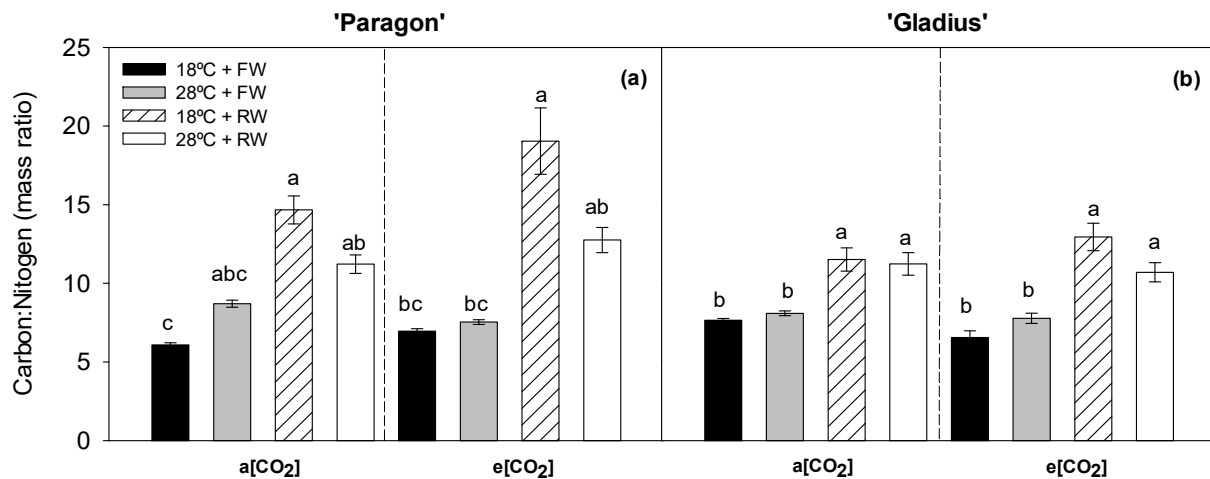 'Paragon' 'Gladius'
25
20
15
10
5
0
Carbon:Nitogen (mass ratio)
18ºC + FW
28ºC + FW
18ºC + RW
28ºC + RW
(a)
c abc a ab
bc bc a ab
(b)
b b a a
b b a a
a[CO2] e[CO2] a[CO2] e[CO2]